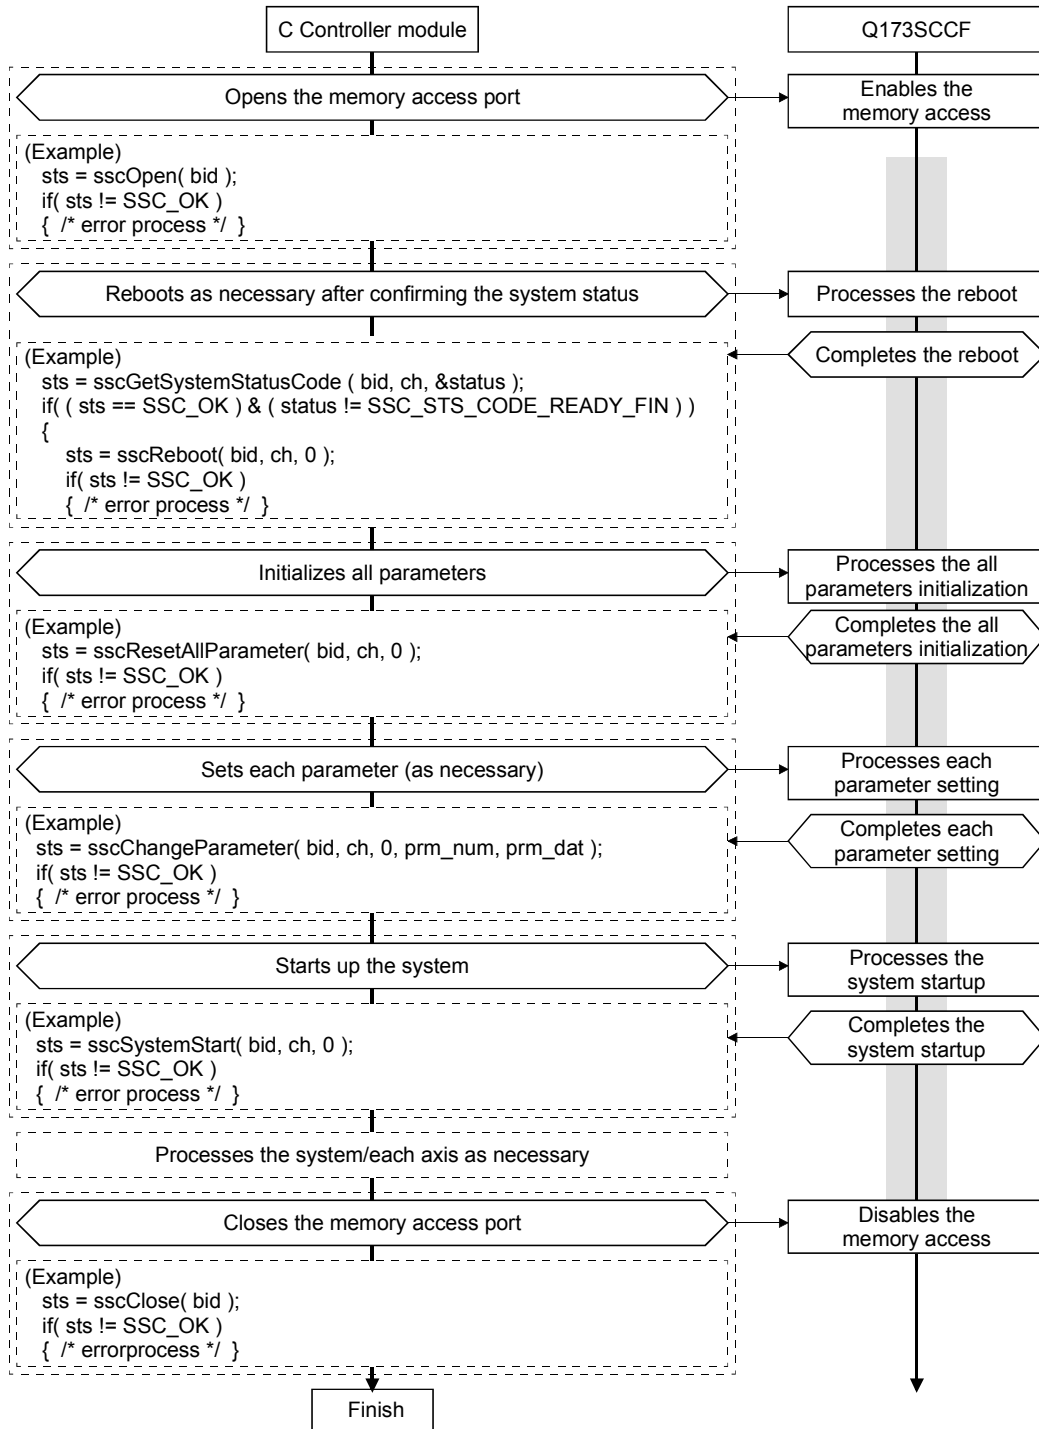 C Controller module
Q173SCCF
Opens the memory access port
Enables the
memory access
(Example)
sts = sscOpen( bid );
if( sts != SSC_OK )
{ /* error process */ }
Reboots as necessary after confirming the system status
Processes the reboot
Completes the reboot
(Example)
sts = sscGetSystemStatusCode ( bid, ch, &status );
if( ( sts == SSC_OK ) & ( status != SSC_STS_CODE_READY_FIN ) )
{
sts = sscReboot( bid, ch, 0 );
if( sts != SSC_OK )
{ /* error process */ }
Initializes all parameters
Processes the all
parameters initialization
Completes the all
parameters initialization
(Example)
sts = sscResetAllParameter( bid, ch, 0 );
if( sts != SSC_OK )
{ /* error process */ }
Sets each parameter (as necessary)
Processes each
parameter setting
Completes each
parameter setting
(Example)
sts = sscChangeParameter( bid, ch, 0, prm_num, prm_dat );
if( sts != SSC_OK )
{ /* error process */ }
Starts up the system
Processes the
system startup
Completes the
system startup
(Example)
sts = sscSystemStart( bid, ch, 0 );
if( sts != SSC_OK )
{ /* error process */ }
Processes the system/each axis as necessary
Closes the memory access port
Disables the
memory access
(Example)
sts = sscClose( bid );
if( sts != SSC_OK )
{ /* errorprocess */ }
Finish